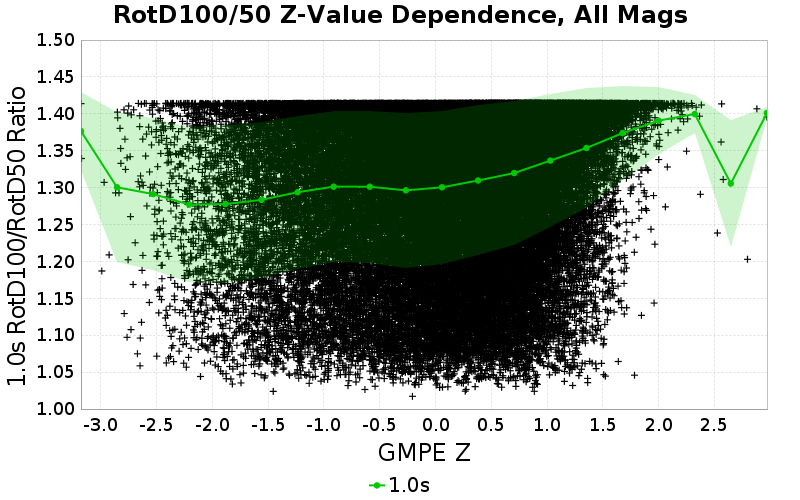 RotD100/50 Z-Value Dependence, All Mags
1.0s RotD100/RotD50 Ratio
1.50
1.45
1.40
1.35
1.30
1.25
1.20
1.15
1.10
1.05
1.00
-3.0 -2.5 -2.0 -1.5 -1.0 -0.5 0.0 0.5 1.0 1.5 2.0 2.5
GMPE Z
1.0s